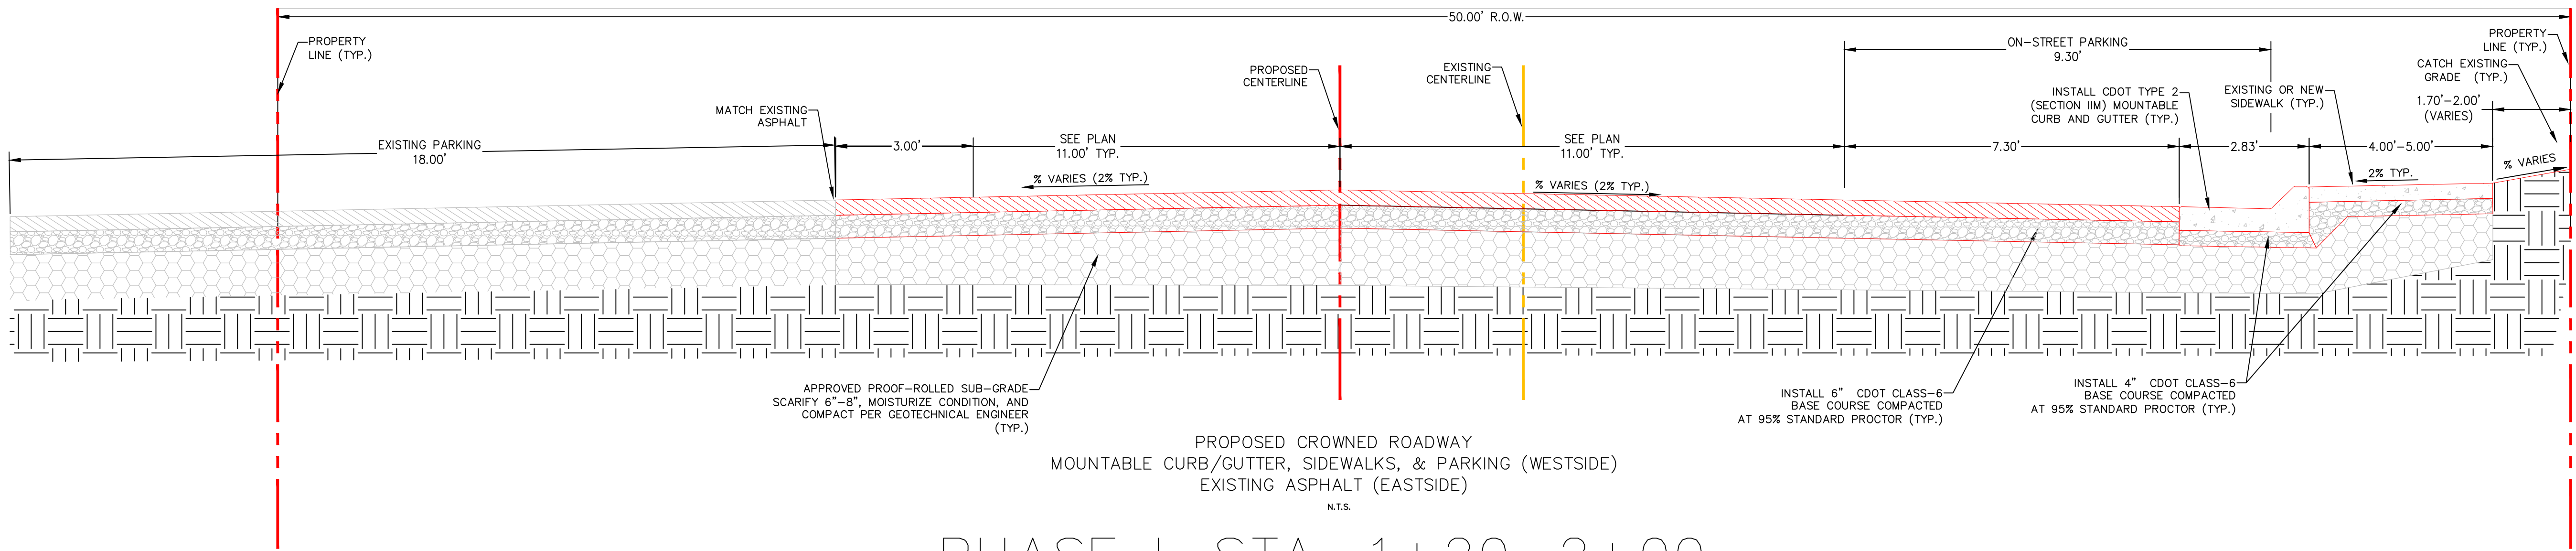 50.00' R.O.W.
PROPERTY
LINE (TYP.)
ON-STREET PARKING
9.30'
PROPERTY
LINE (TYP.)
PROPOSED
CENTERLINE
EXISTING
CENTERLINE
CATCH EXISTING
GRADE (TYP.)
MATCH EXISTING
ASPHALT
INSTALL CDOT TYPE 2
(SECTION IIM) MOUNTABLE
CURB AND GUTTER (TYP.)
EXISTING OR NEW
SIDEWALK (TYP.)
1.70'-2.00'
(VARIES)
EXISTING PARKING
18.00'
3.00'
SEE PLAN
11.00' TYP.
SEE PLAN
11.00' TYP.
7.30'
2.83'
4.00'-5.00'
% VARIES (2% TYP.)
% VARIES (2% TYP.)
2% TYP.
% VARIES
APPROVED PROOF-ROLLED SUB-GRADE
SCARIFY 6"-8", MOISTURIZE CONDITION, AND
COMPACT PER GEOTECHNICAL ENGINEER
(TYP.)
INSTALL 6" CDOT CLASS-6
BASE COURSE COMPACTED
AT 95% STANDARD PROCTOR (TYP.)
INSTALL 4" CDOT CLASS-6
BASE COURSE COMPACTED
AT 95% STANDARD PROCTOR (TYP.)
PROPOSED CROWNED ROADWAY
MOUNTABLE CURB/GUTTER, SIDEWALKS, & PARKING (WESTSIDE)
EXISTING ASPHALT (EASTSIDE)
N.T.S.